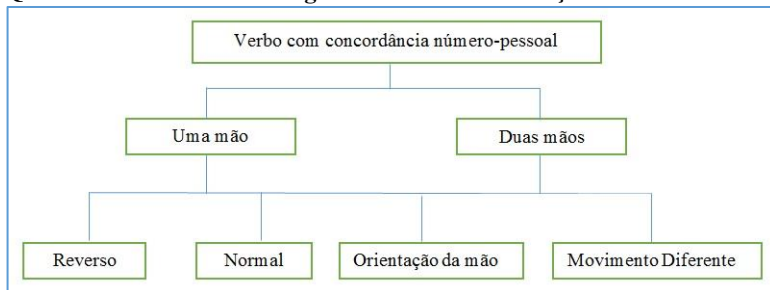 Verbo com concordância número-pessoal
Uma mão
Duas mãos
Reverso
Normal
Orientação da mão
Movimento Diferente